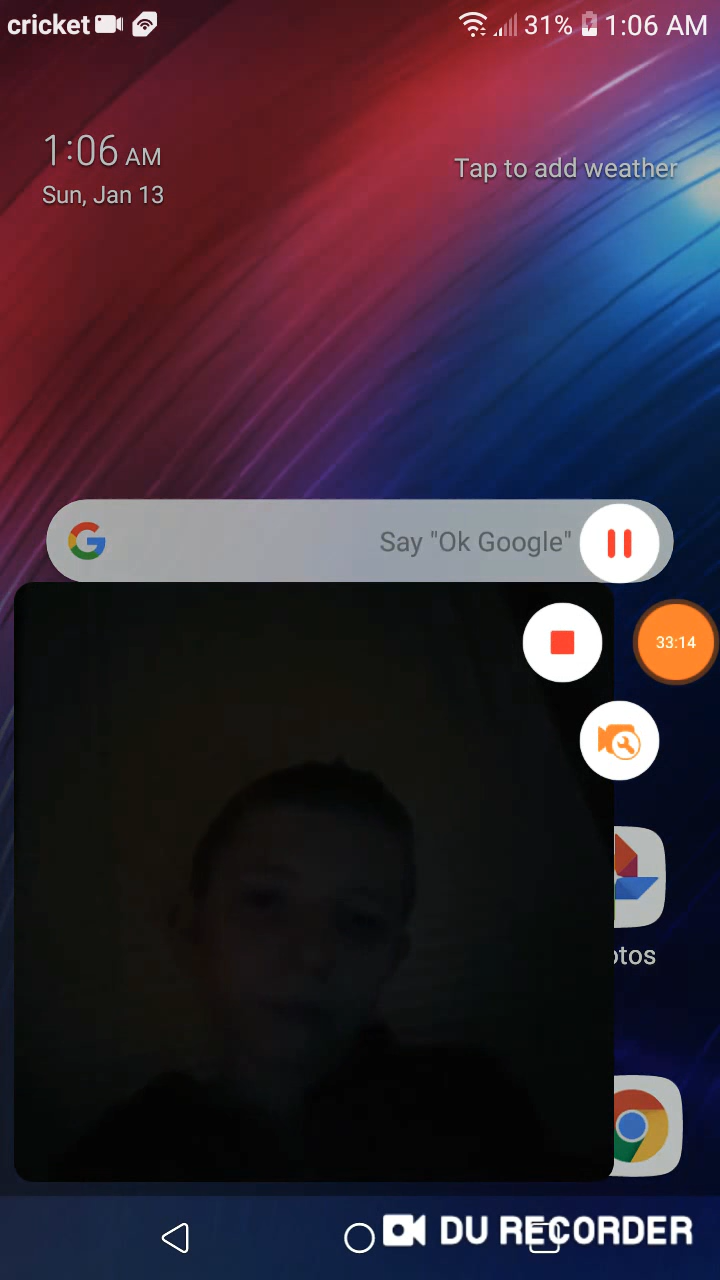 cricket 31% 1:06 AM
1:06 AM
Tap to add weather
Sun, Jan 13
Say "Ok Google"
33:14
otos
DU RECORDER